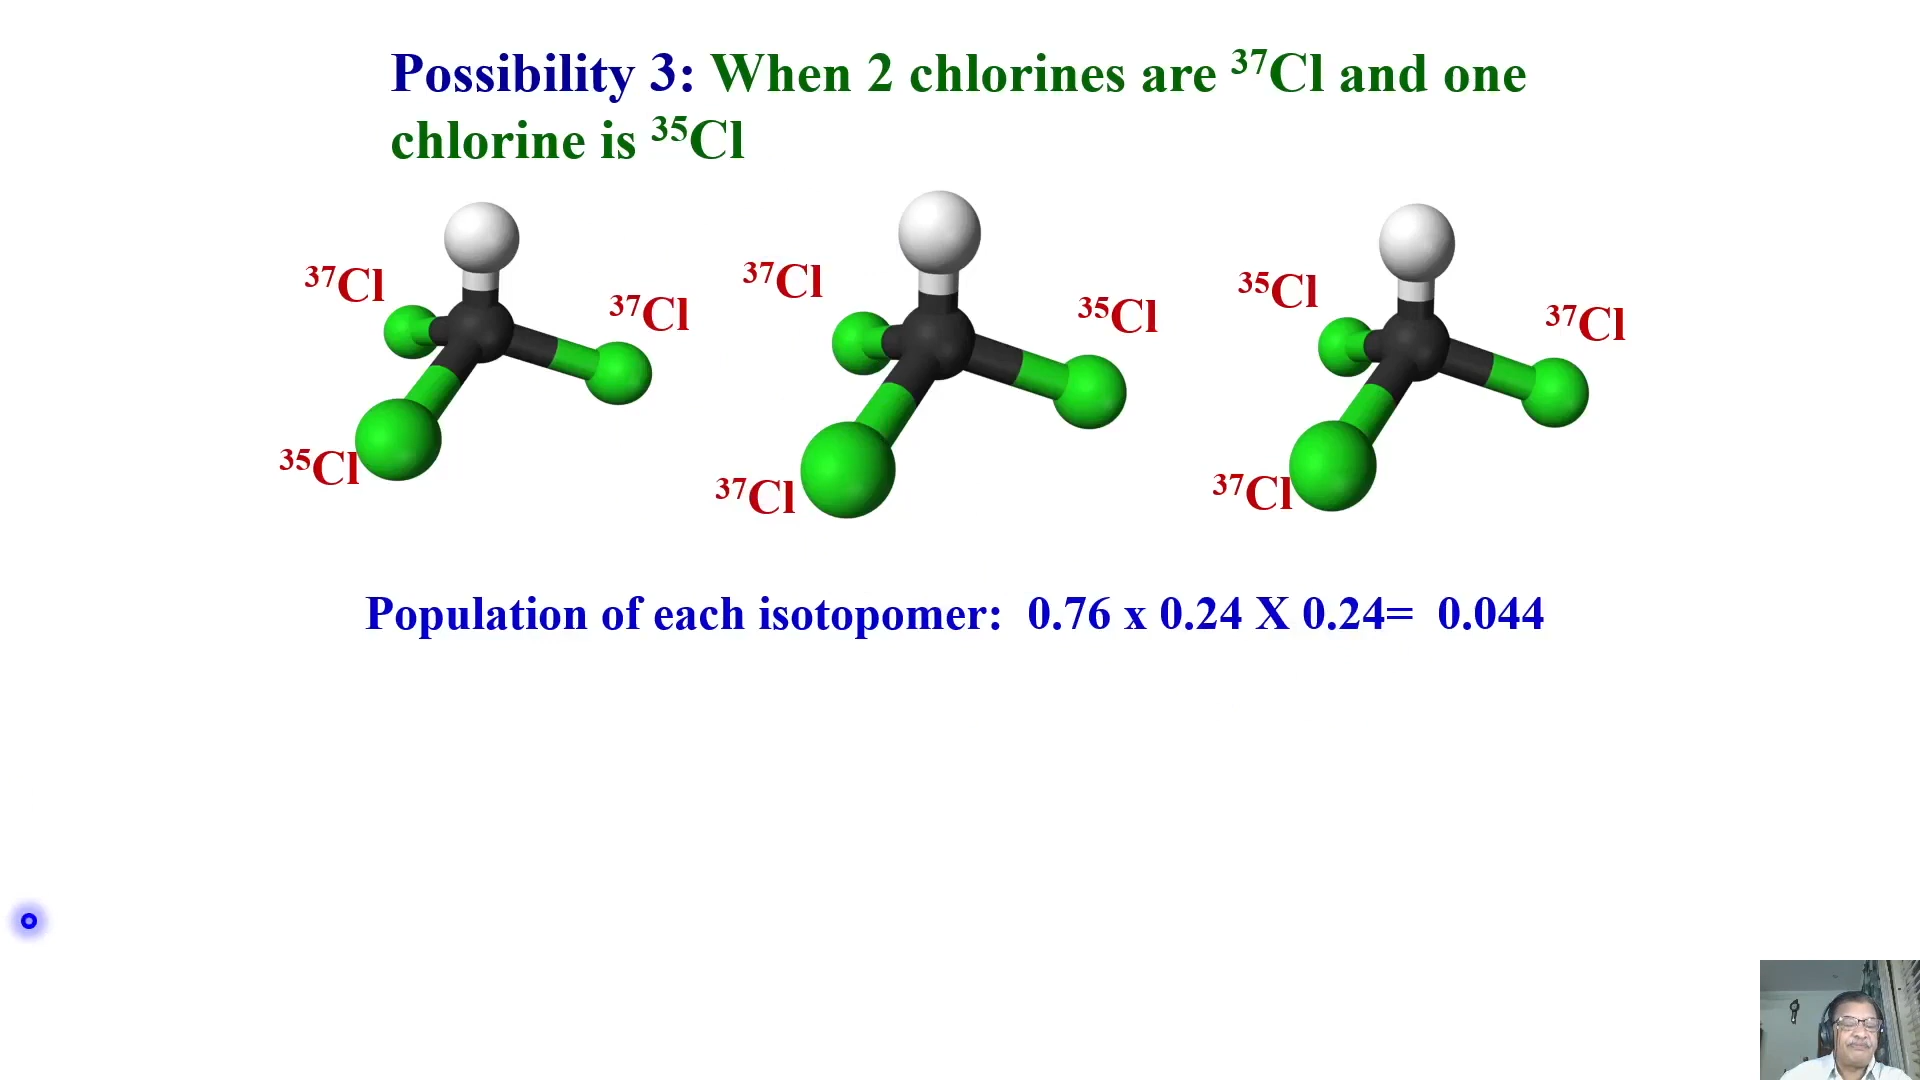 Possibility 3: When 2 chlorines are ³⁷Cl and one
chlorine is ³⁵Cl
³⁷Cl
³⁷Cl
³⁵Cl
³⁷Cl
³⁵Cl
³⁷Cl
³⁵Cl
³⁷Cl
³⁷Cl
Population of each isotopomer: 0.76 x 0.24 X 0.24= 0.044